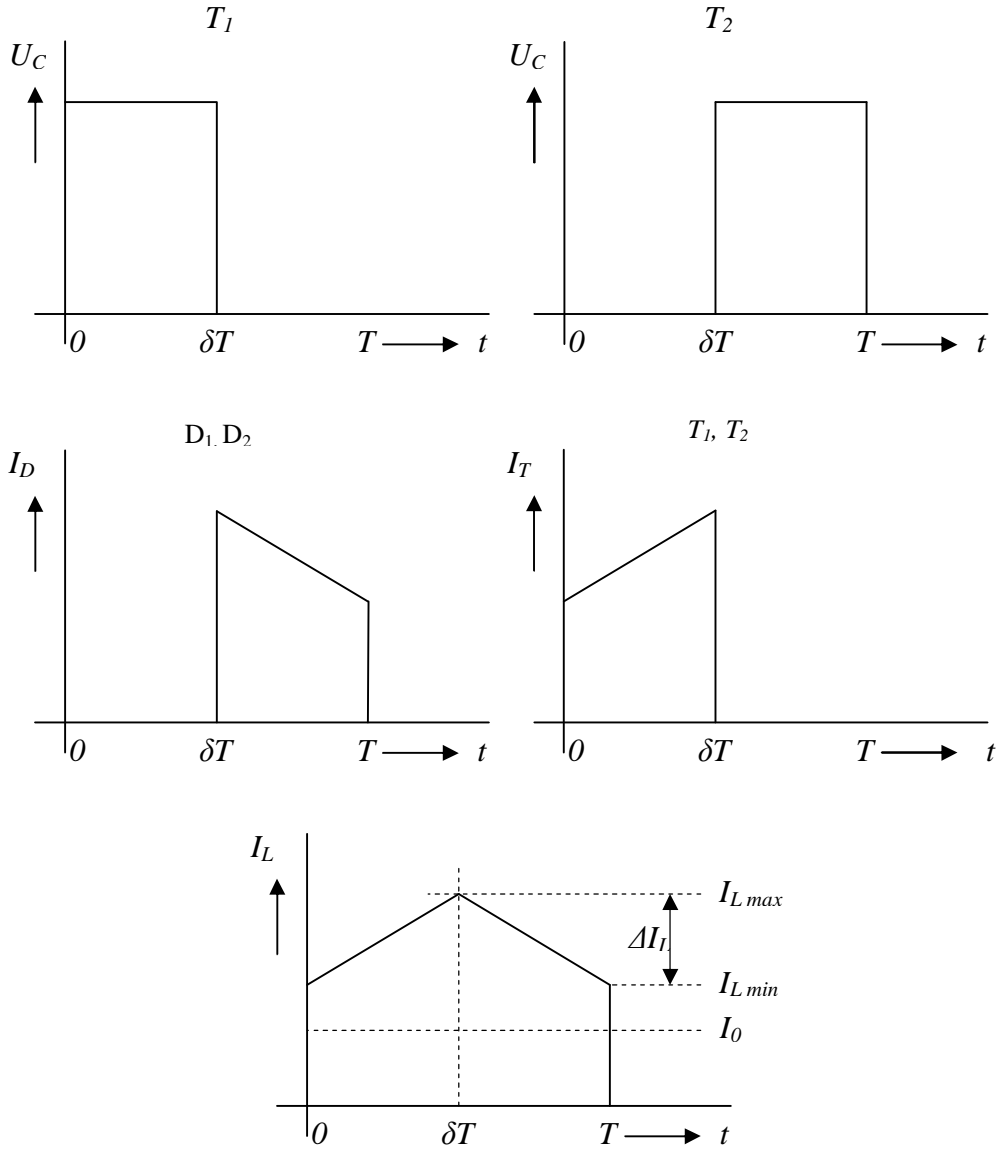 T1 T2
UC UC
0 δT T t 0 δT T t
D1, D2 T1, T2
ID IT
0 δT T t 0 δT T t
IL
IL max
ΔIL
IL min
I0
0 δT T t